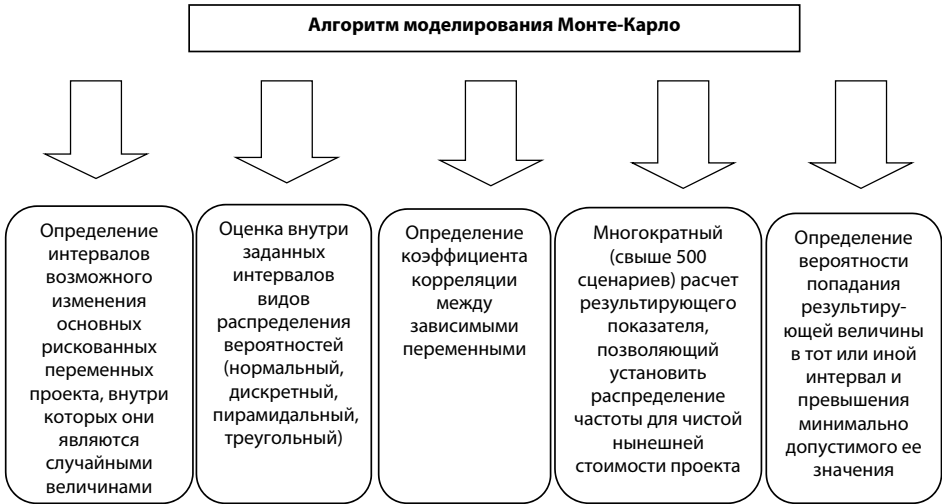 Алгоритм моделирования Монте-Карло
Определение
интервалов
возможного
изменения
основных
рискованных
переменных
проекта, внутри
которых они
являются
случайными
величинами
Оценка внутри
заданных
интервалов
видов
распределения
вероятностей
(нормальный,
дискретный,
пирамидальный,
треугольный)
Определение
коэффициента
корреляции
между
зависимыми
переменными
Многократный
(свыше 500
сценариев) расчет
результирующего
показателя,
позволяющий
установить
распределение
частоты для чистой
нынешней
стоимости проекта
Определение
вероятности
попадания
результиру-
ющей величины
в тот или иной
интервал и
превышения
минимально
допустимого ее
значения